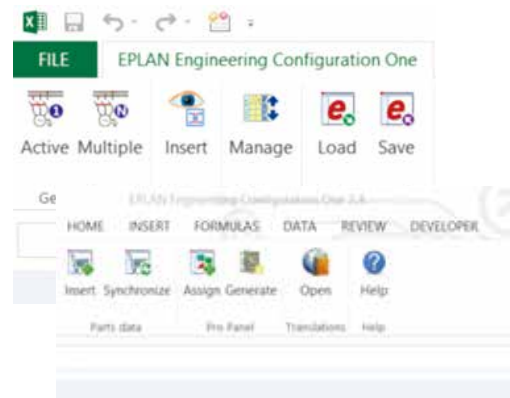 FILE EPLAN Engineering Configuration One
Active Multiple Insert Manage Load Save
Ge
EPLAN Engineering Configuration One 2.4
HOME INSERT FORMULAS DATA REVIEW DEVELOPER
Insert Synchronize Assign Generate Open Help
Parts data Pro Panel Translations Help